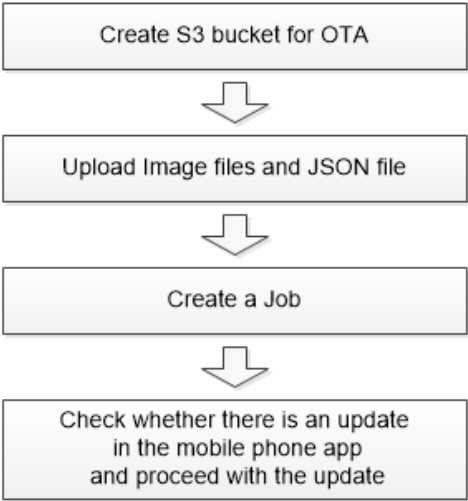 Create S3 bucket for OTA
Upload Image files and JSON file
Create a Job
Check whether there is an update
in the mobile phone app
and proceed with the update